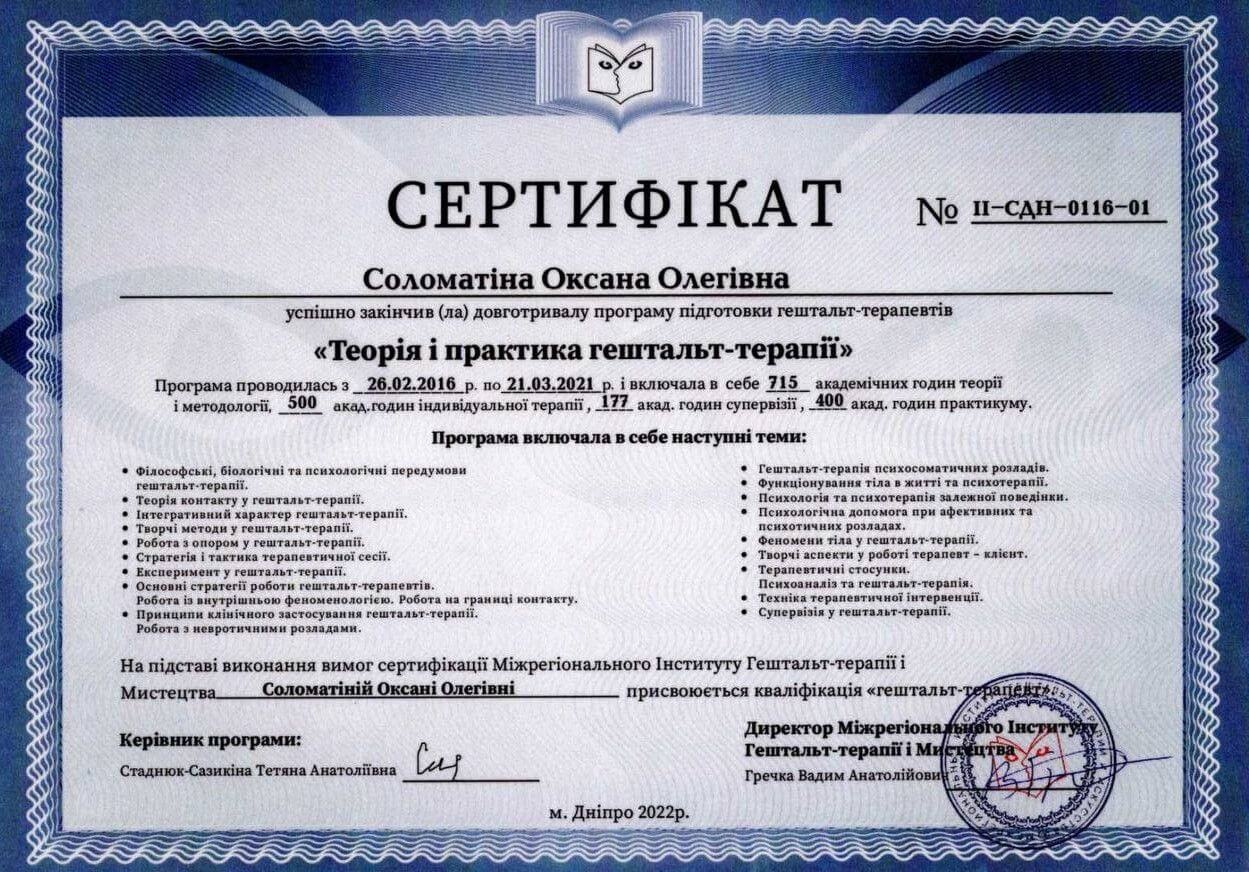 СЕРТИФІКАТ
№ II-СДН-0116-01
Соломатіна Оксана Олегівна
успішно закінчив (ла) довготривалу програму підготовки гештальт-терапевтів
«Теорія і практика гештальт-терапії»
Програма проводилась з 26.02.2016 р. по 21.03.2021 р. і включала в себе 715 академічних годин теорії
і методології, 500 акад.годин індивідуальної терапії, 177 акад. годин супервізії, 400 акад. годин практикуму.
Програма включала в себе наступні теми:
• Філософські, біологічні та психологічні передумови
гештальт-терапії.
• Теорія контакту у гештальт-терапії.
• Інтегративний характер гештальт-терапії.
• Творчі методи у гештальт-терапії.
• Робота з опором у гештальт-терапії.
• Стратегія і тактика терапевтичної сесії.
• Експеримент у гештальт-терапії.
• Основні стратегії роботи гештальт-терапевтів.
Робота із внутрішньою феноменологією. Робота на границі контакту.
• Принципи клінічного застосування гештальт-терапії.
Робота з невротичними розладами.
• Гештальт-терапія психосоматичних розладів.
• Функціонування тіла в житті та психотерапії.
• Психологія та психотерапія залежної поведінки.
• Психологічна допомога при афективних та
психотичних розладах.
• Феномени тіла у гештальт-терапії.
• Творчі аспекти у роботі терапевт – клієнт.
• Терапевтичні стосунки.
Психоаналіз та гештальт-терапія.
• Техніка терапевтичної інтервенції.
• Супервізія у гештальт-терапії.
На підставі виконання вимог сертифікації Міжрегіонального Інституту Гештальт-терапії і
Мистецтва Соломатіній Оксані Олегівні присвоюється кваліфікація «гештальт-терапевт».
Керівник програми:
Стаднюк-Сазикіна Тетяна Анатоліївна
Директор Міжрегіонального Інституту
Гештальт-терапії і Мистецтва
Гречка Вадим Анатолійович
м. Дніпро 2022р.